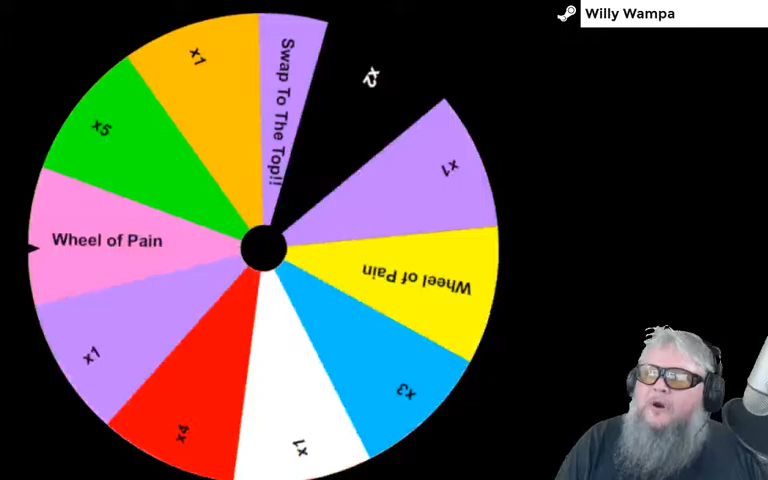 Willy Wampa
x1
Swap To The Top!!
x2
x5
x1
Wheel of Pain
Wheel of Pain
x1
x3
x4
x1